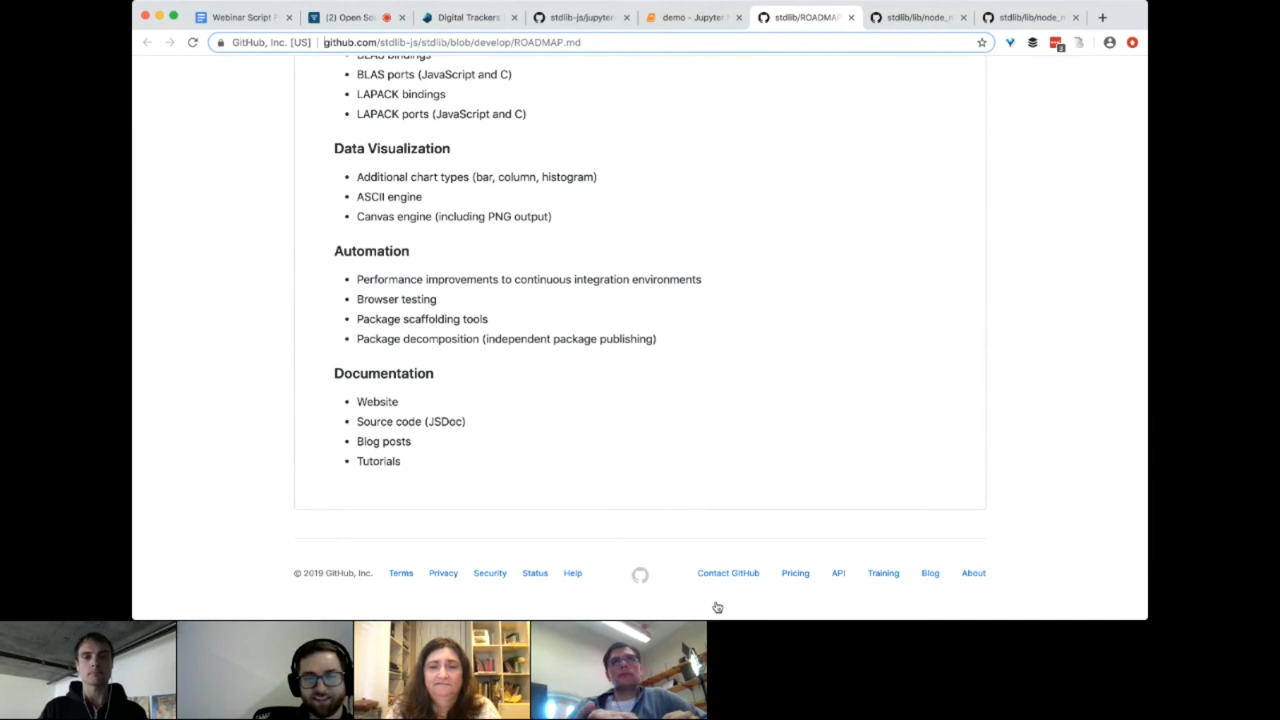 Webinar Script F
(2) Open Sou
Digital Trackers
stdlib-js/jupyter
demo - Jupyter N
stdlib/ROADMAP
stdlib/lib/node_m
stdlib/lib/node_m
GitHub, Inc. [US] | github.com/stdlib-js/stdlib/blob/develop/ROADMAP.md
BLAS bindings
• BLAS ports (JavaScript and C)
• LAPACK bindings
• LAPACK ports (JavaScript and C)
Data Visualization
• Additional chart types (bar, column, histogram)
• ASCII engine
• Canvas engine (including PNG output)
Automation
• Performance improvements to continuous integration environments
• Browser testing
• Package scaffolding tools
• Package decomposition (independent package publishing)
Documentation
• Website
• Source code (JSDoc)
• Blog posts
• Tutorials
© 2019 GitHub, Inc. Terms Privacy Security Status Help Contact GitHub Pricing API Training Blog About